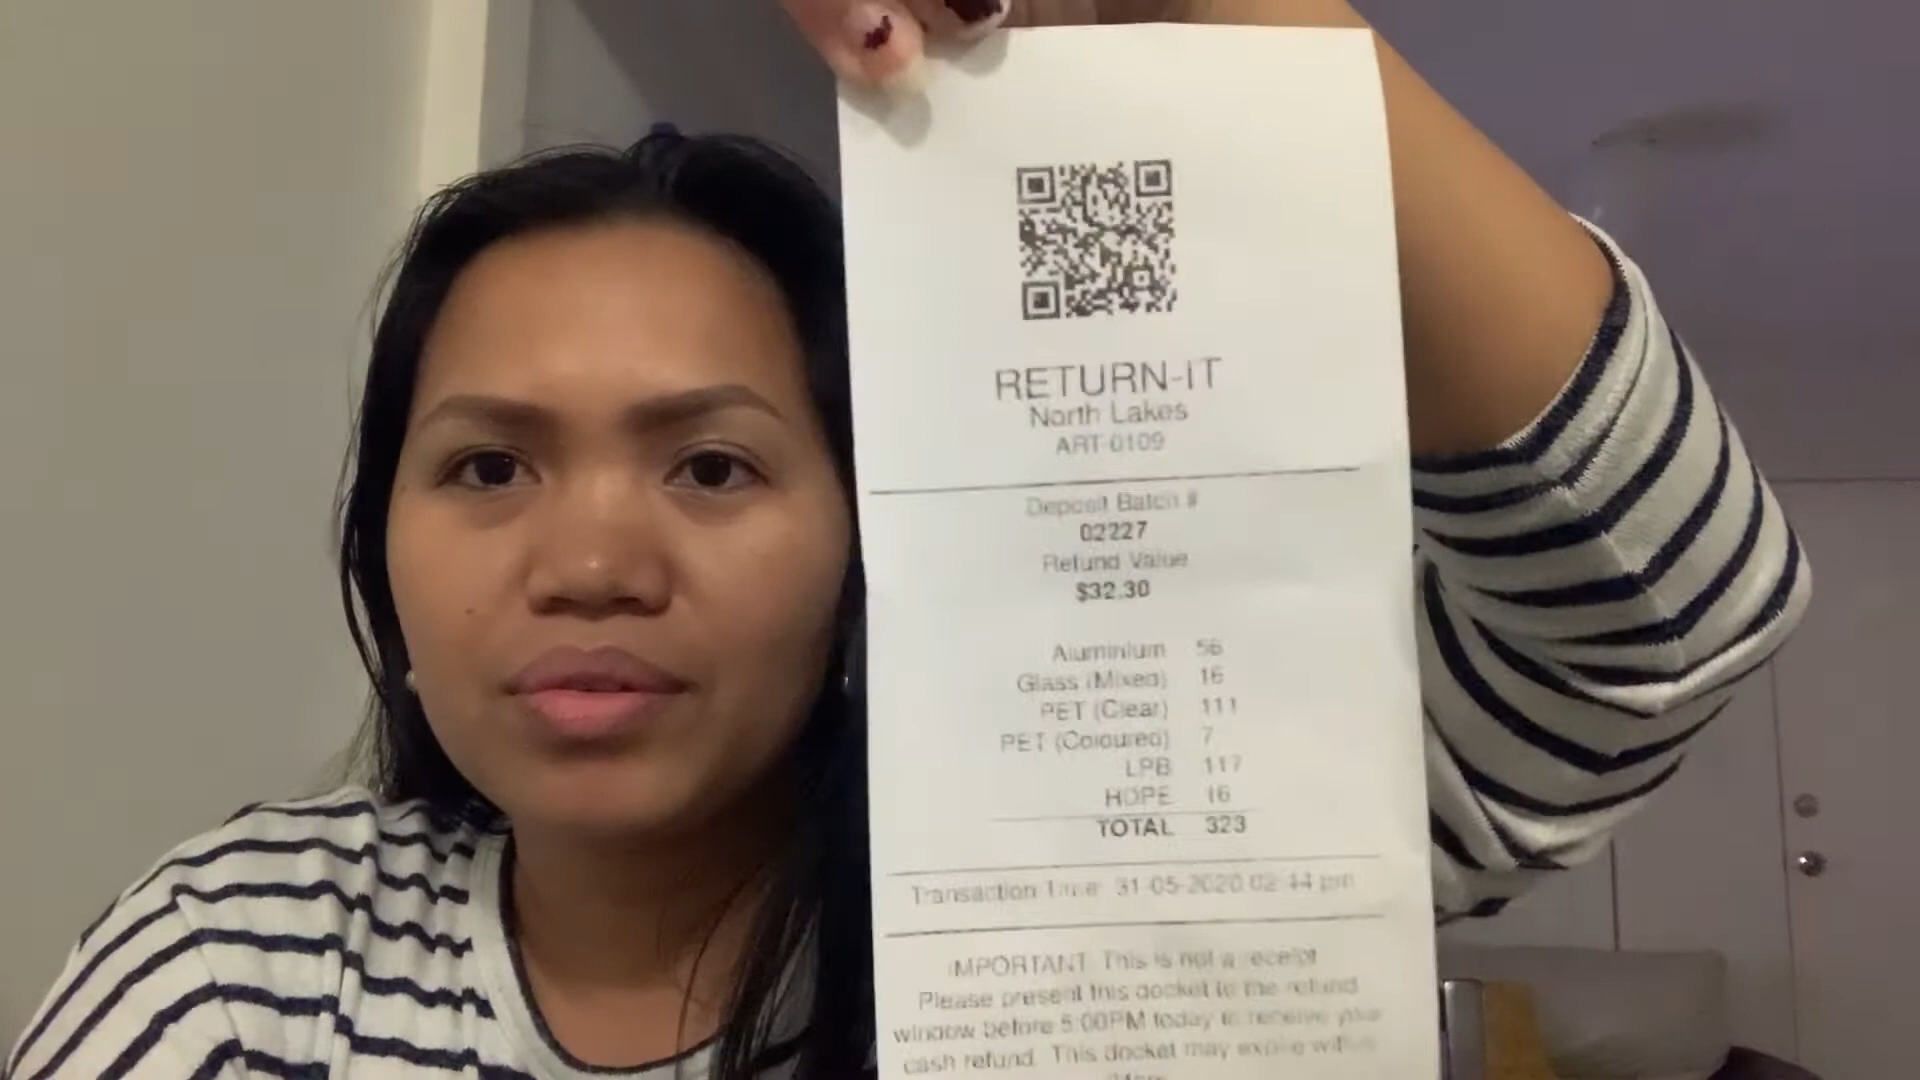 RETURN-IT
North Lakes
ART-0109
Deposit Batch #
02227
Refund Value
$32.30
Aluminium 56
Glass (Mixed) 16
PET (Clear) 111
PET (Coloured) 7
LPB 117
HDPE 16
TOTAL 323
Transaction Time: 31-05-2020 02:44 pm
IMPORTANT: This is not a receipt
Please present this docket to the refund
window before 5:00PM today to receive your
cash refund. This docket may expire